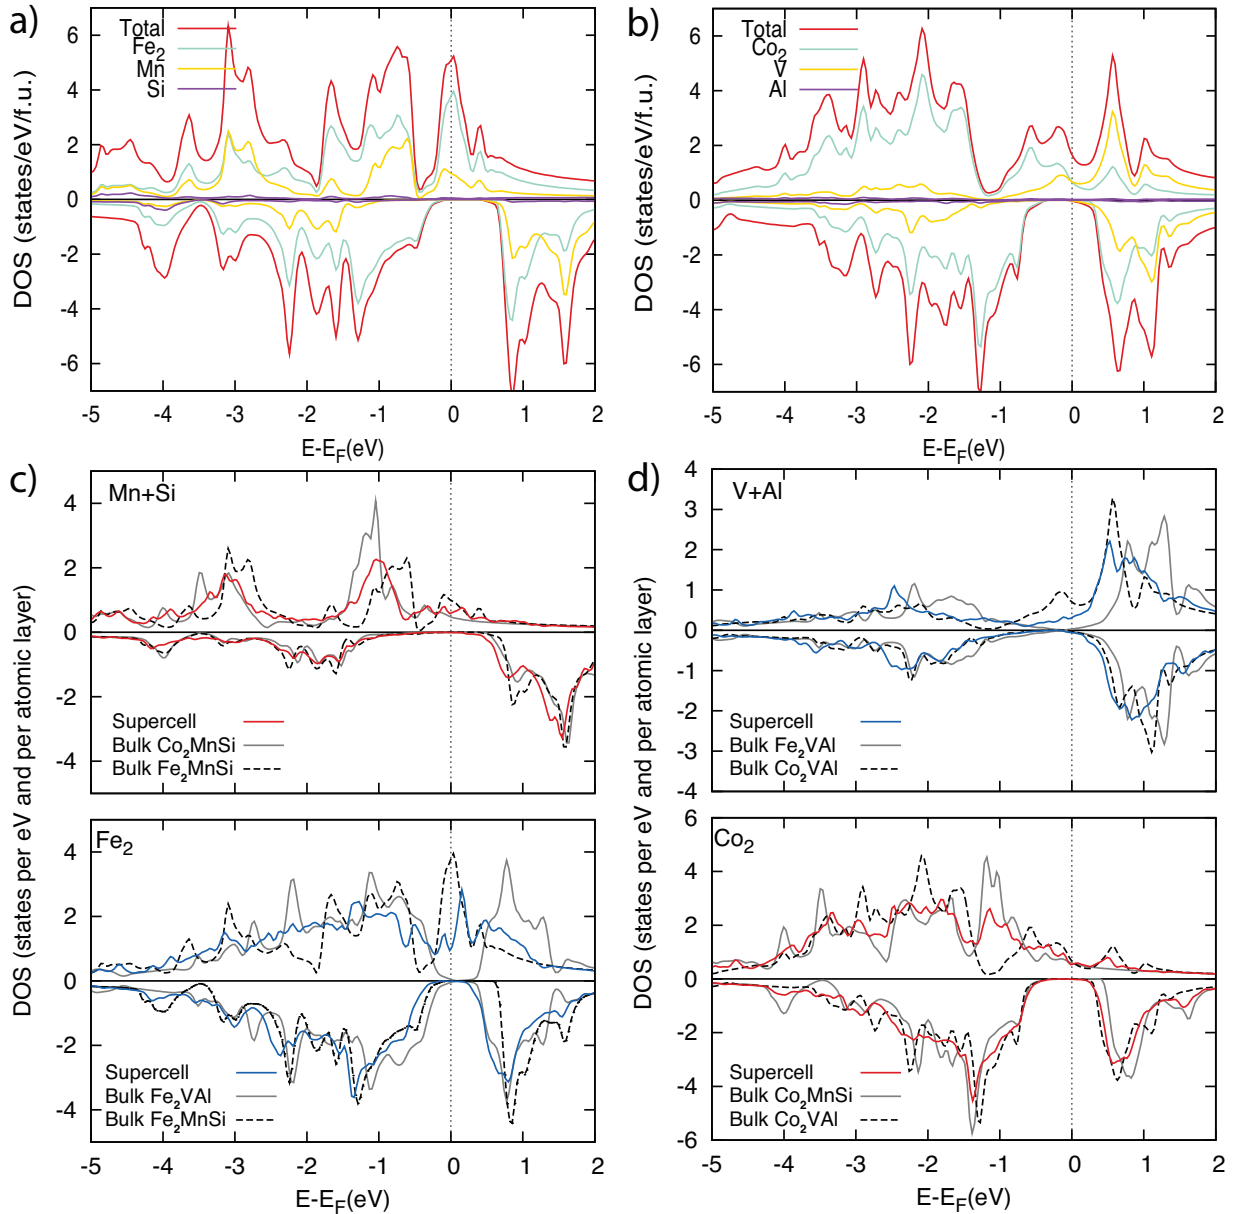 a)
Total
Fe2
Mn
Si
DOS (states/eV/f.u.)
6
4
2
0
-2
-4
-6
-5 -4 -3 -2 -1 0 1 2
E-EF(eV)
b)
Total
Co2
V
Al
DOS (states/eV/f.u.)
6
4
2
0
-2
-4
-6
-5 -4 -3 -2 -1 0 1 2
E-EF(eV)
c)
DOS (states per eV and per atomic layer)
Mn+Si
4
2
0
-2
-4
Supercell
Bulk Co2MnSi
Bulk Fe2MnSi
Fe2
4
2
0
-2
-4
Supercell
Bulk Fe2VAl
Bulk Fe2MnSi
-5 -4 -3 -2 -1 0 1 2
E-EF(eV)
d)
DOS (states per eV and per atomic layer)
V+Al
4
3
2
1
0
-1
-2
-3
-4
Supercell
Bulk Fe2VAl
Bulk Co2VAl
Co2
6
4
2
0
-2
-4
-6
Supercell
Bulk Co2MnSi
Bulk Co2VAl
-5 -4 -3 -2 -1 0 1 2
E-EF(eV)